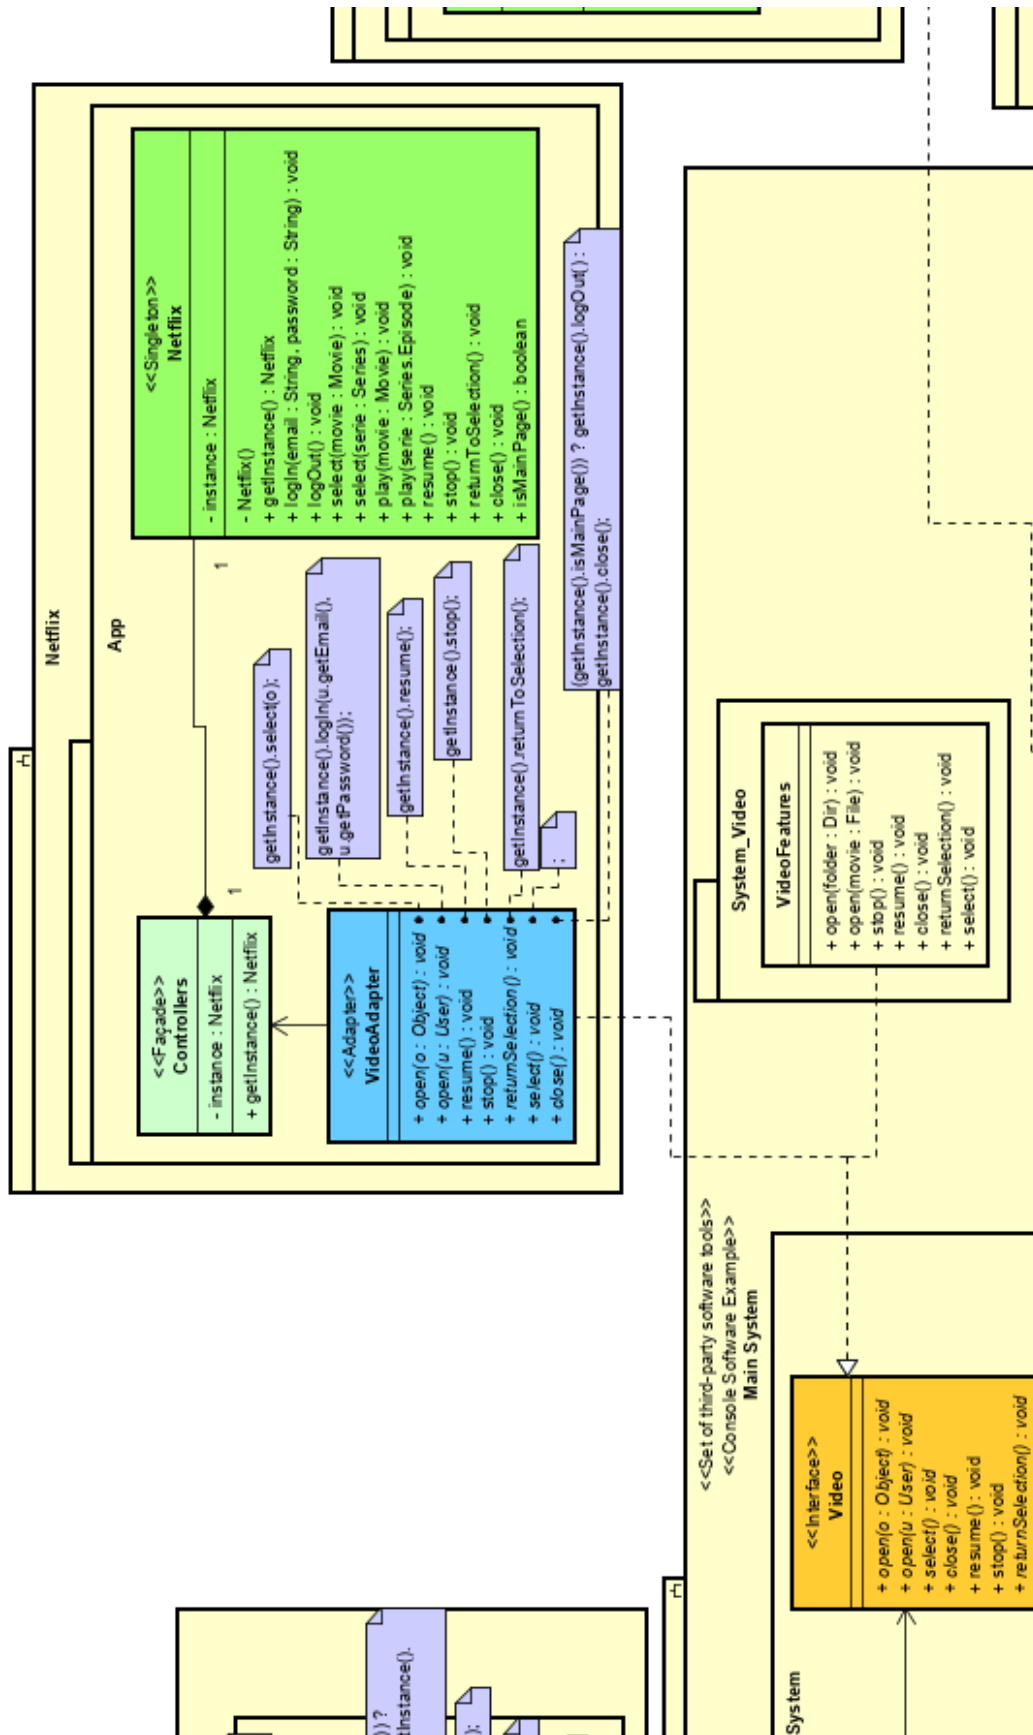 Netflix
App
<<Singleton>>
Netflix
- instance : Netflix
- Netflix()
+ getInstance() : Netflix
+ logIn(email : String, password : String) : void
+ logOut() : void
+ select(movie : Movie) : void
+ select(serie : Series) : void
+ play(movie : Movie) : void
+ play(serie : Series.Episode) : void
+ resume() : void
+ stop() : void
+ returnToSelection() : void
+ close() : void
+ isMainPage() : boolean
1
1
<<Façade>>
Controllers
- instance : Netflix
+ getInstance() : Netflix
getInstance().select(o);
getInstance().logIn(u.getEmail(),
u.getPassword());
getInstance().resume();
getInstance().stop();
getInstance().returnToSelection();
;
(getInstance().isMainPage()) ? getInstance().logOut() :
getInstance().close();
<<Adapter>>
VideoAdapter
+ open(o : Object) : void
+ open(u : User) : void
+ resume() : void
+ stop() : void
+ returnSelection() : void
+ select() : void
+ close() : void
<<Set of third-party software tools>>
<<Console Software Example>>
Main System
System_Video
VideoFeatures
+ open(folder : Dir) : void
+ open(movie : File) : void
+ stop() : void
+ resume() : void
+ close() : void
+ returnSelection() : void
+ select() : void
<<Interface>>
Video
+ open(o : Object) : void
+ open(u : User) : void
+ select() : void
+ close() : void
+ resume() : void
+ stop() : void
+ returnSelection() : void
System
)) ?
tInstance().
);